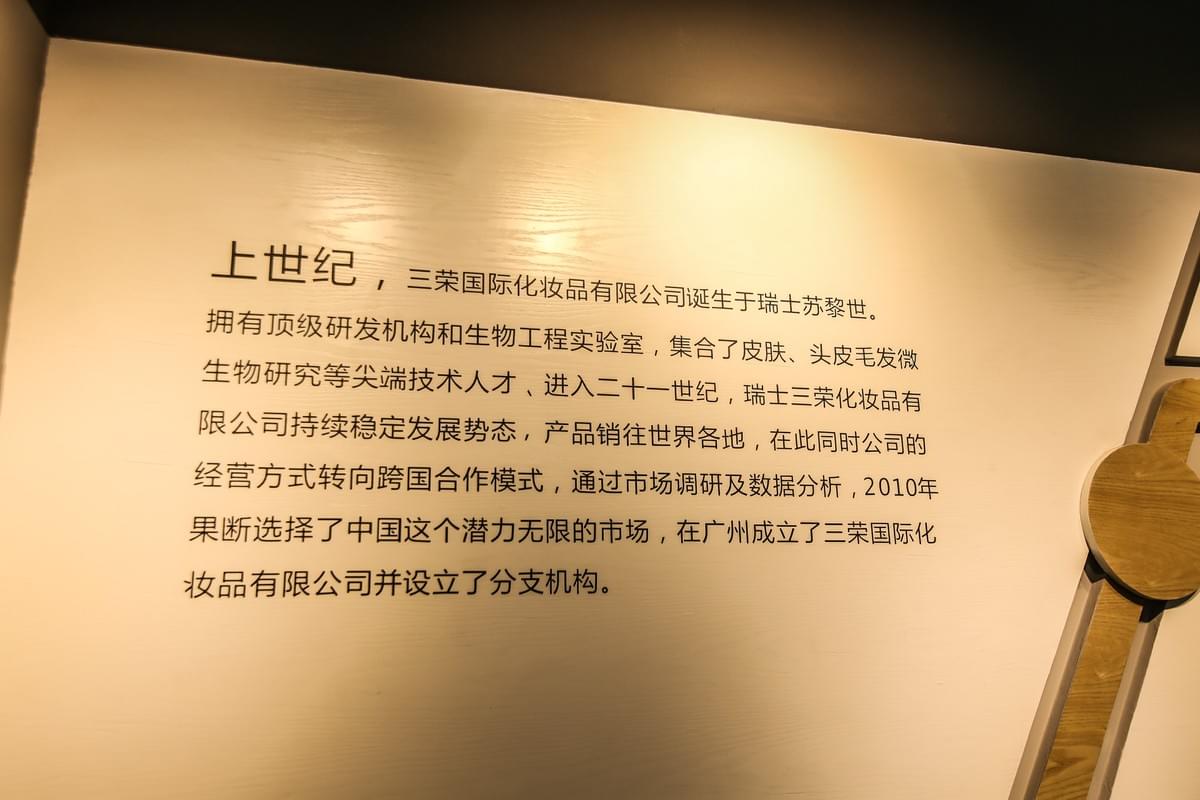 上世纪，三荣国际化妆品有限公司诞生于瑞士苏黎世。
拥有顶级研发机构和生物工程实验室，集合了皮肤、头皮毛发微
生物研究等尖端技术人才、进入二十一世纪，瑞士三荣化妆品有
限公司持续稳定发展势态，产品销往世界各地，在此同时公司的
经营方式转向跨国合作模式，通过市场调研及数据分析，2010年
果断选择了中国这个潜力无限的市场，在广州成立了三荣国际化
妆品有限公司并设立了分支机构。